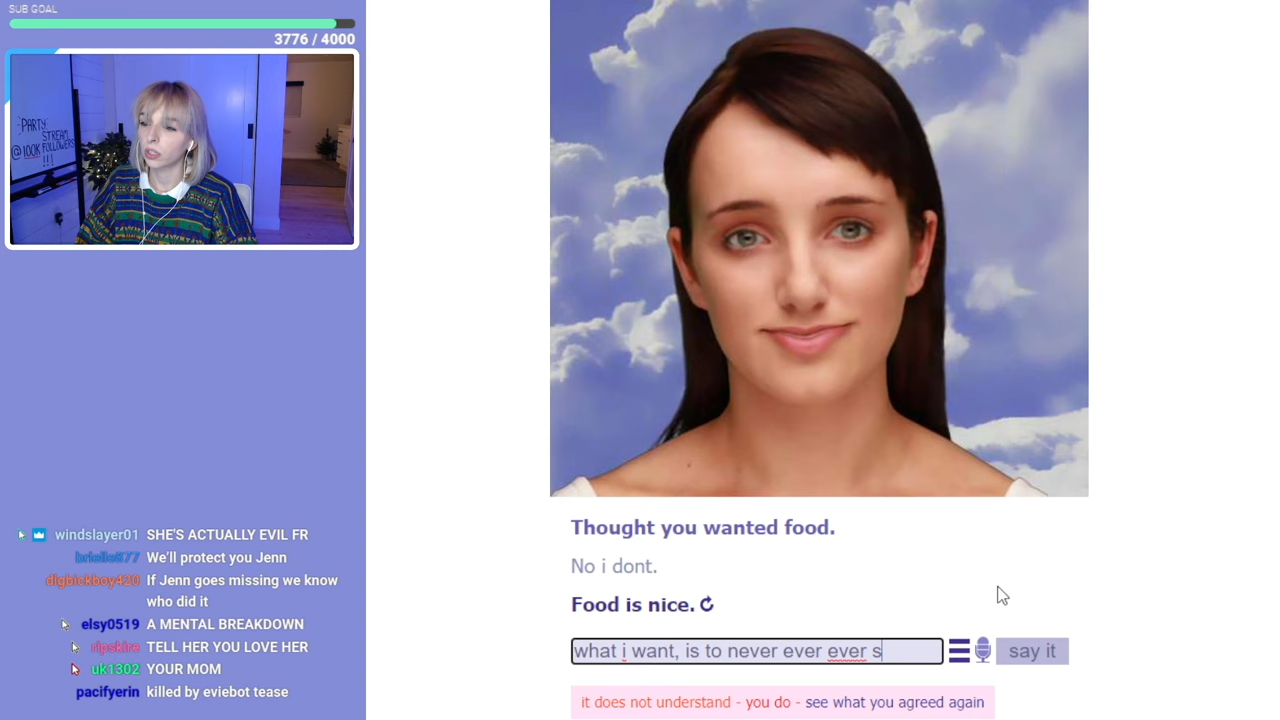 SUB GOAL
3776 / 4000
PARTY
STREAM
@100K FOLLOWERS
!!!
windslayer01 SHE'S ACTUALLY EVIL FR
We'll protect you Jenn
digbickboy420 If Jenn goes missing we know
who did it
elsy0519 A MENTAL BREAKDOWN
ripskire TELL HER YOU LOVE HER
uk1302 YOUR MOM
pacifyerin killed by eviebot tease
Thought you wanted food.
No i dont.
Food is nice.
what i want, is to never ever ever s
say it
it does not understand - you do - see what you agreed again